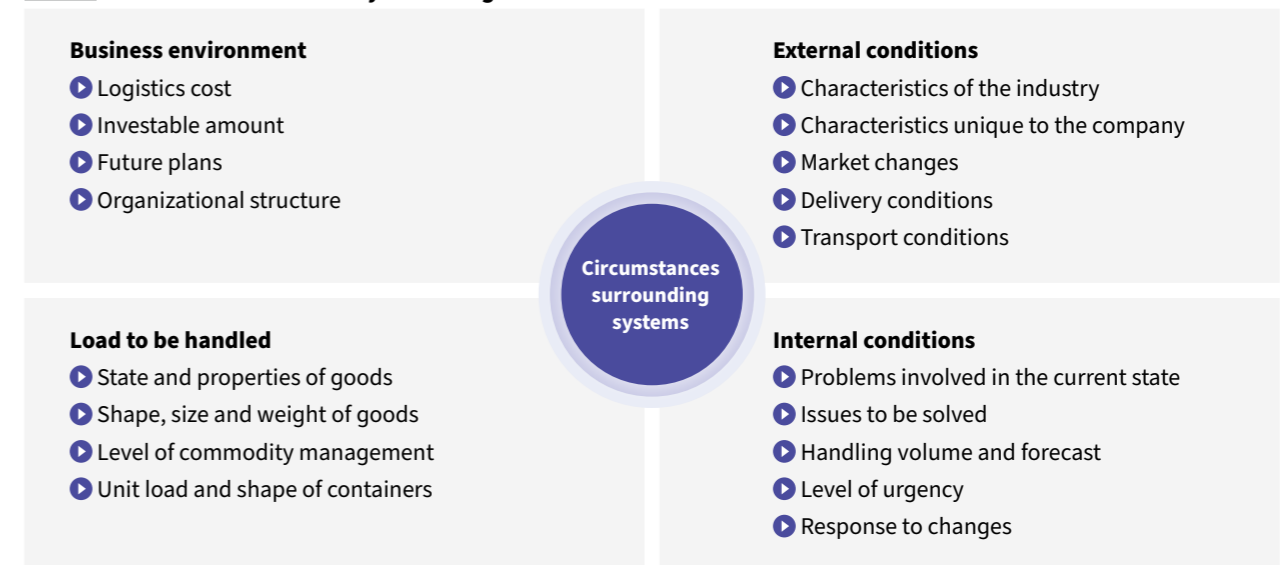 Business environment
Logistics cost
Investable amount
Future plans
Organizational structure
External conditions
Characteristics of the industry
Characteristics unique to the company
Market changes
Delivery conditions
Transport conditions
Circumstances
surrounding
systems
Load to be handled
State and properties of goods
Shape, size and weight of goods
Level of commodity management
Unit load and shape of containers
Internal conditions
Problems involved in the current state
Issues to be solved
Handling volume and forecast
Level of urgency
Response to changes